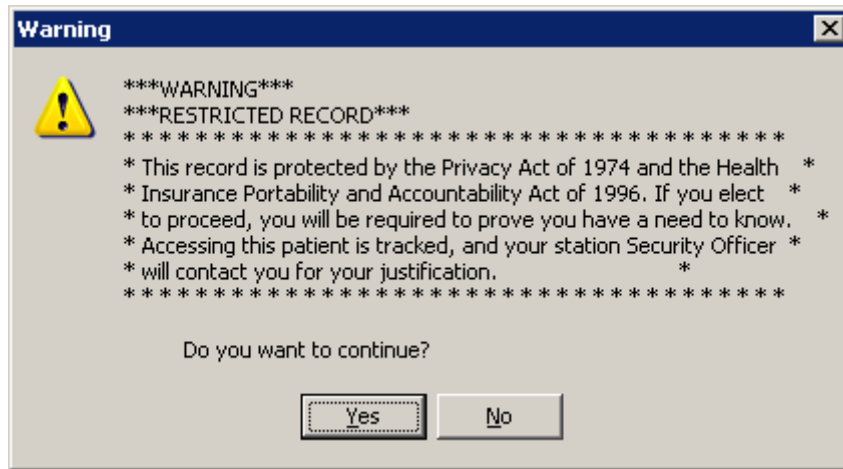 Warning
***WARNING***
***RESTRICTED RECORD***
* * * * * * * * * * * * * * * * * * * * * * * * * * * * * * * * * * * * *
* This record is protected by the Privacy Act of 1974 and the Health *
* Insurance Portability and Accountability Act of 1996. If you elect *
* to proceed, you will be required to prove you have a need to know. *
* Accessing this patient is tracked, and your station Security Officer *
* will contact you for your justification. *
* * * * * * * * * * * * * * * * * * * * * * * * * * * * * * * * * * * * *
Do you want to continue?
Yes No